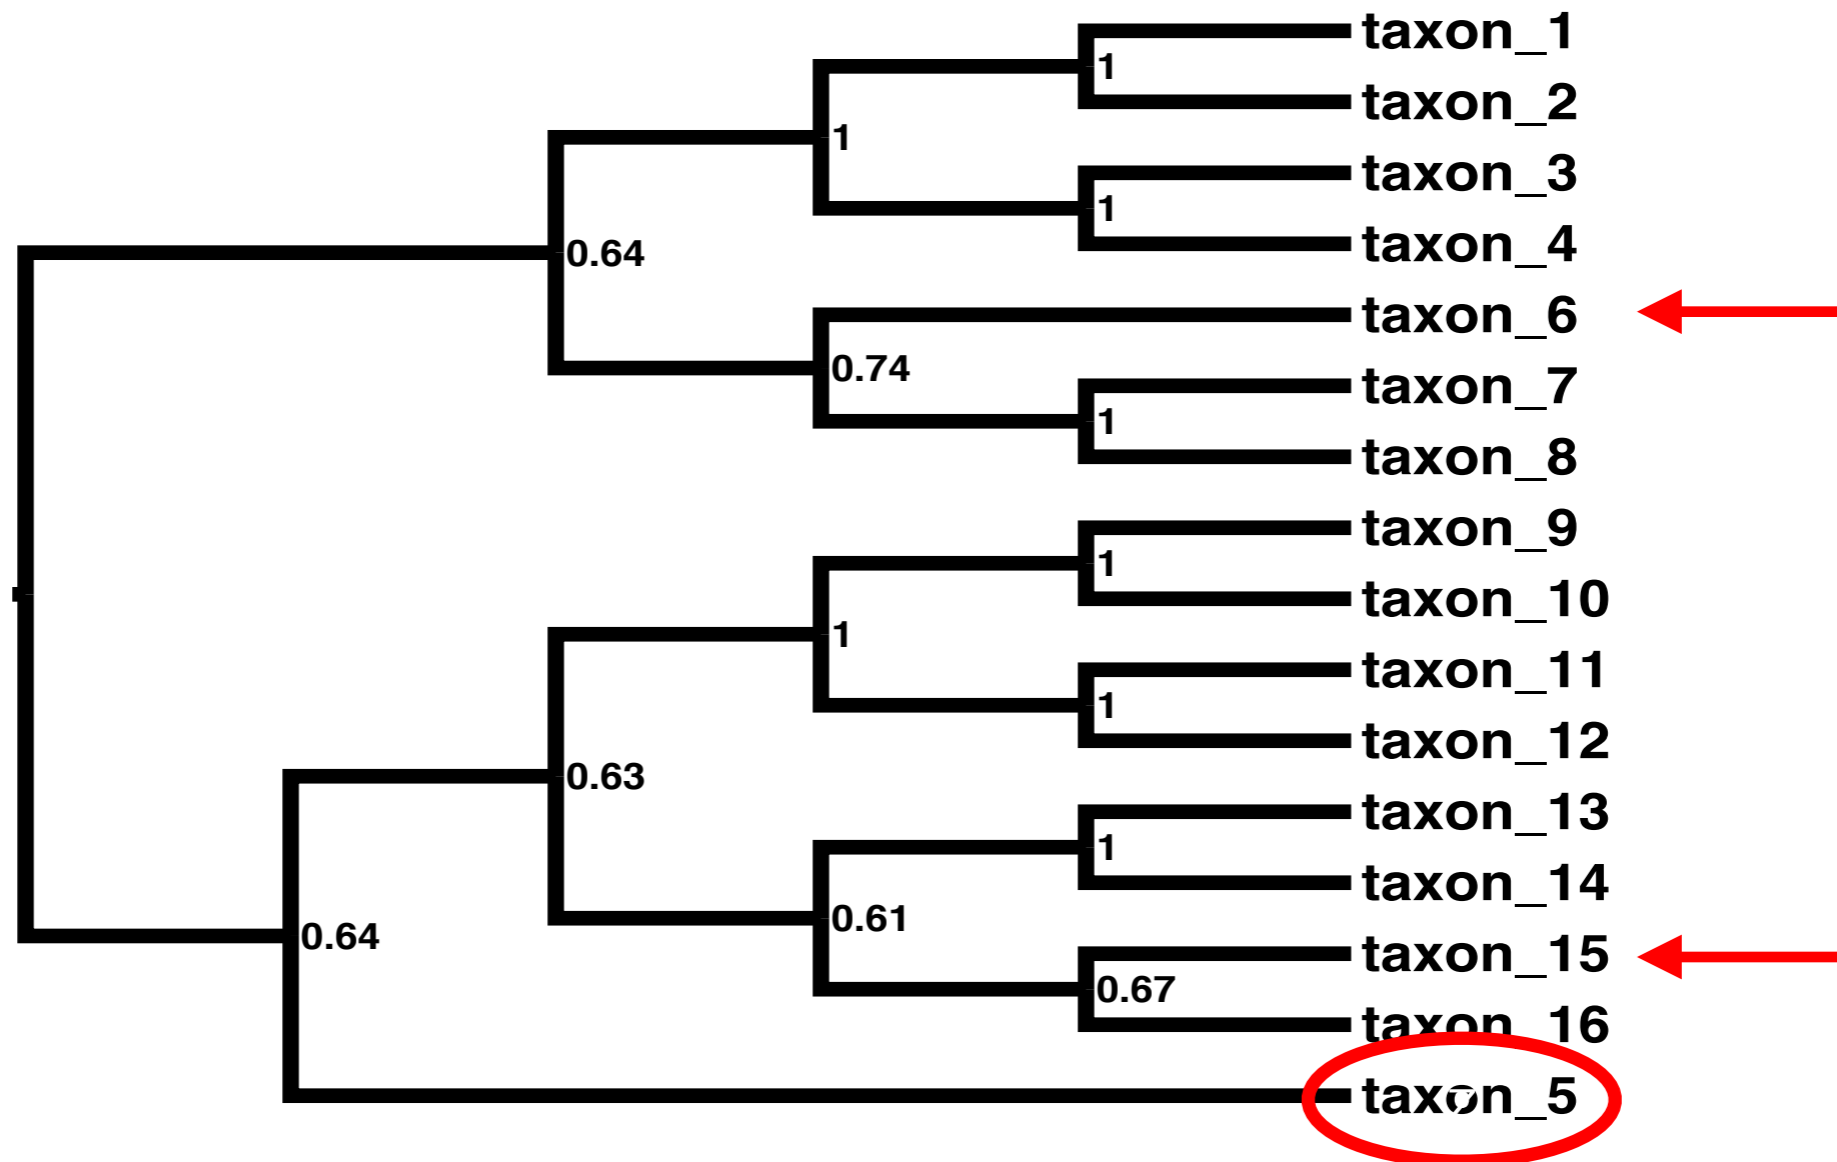 taxon_1
1
taxon_2
1
taxon_3
1
taxon_4
0.64
taxon_6
0.74
taxon_7
1
taxon_8
taxon_9
1
taxon_10
1
taxon_11
1
taxon_12
0.63
taxon_13
1
taxon_14
0.61
0.64
taxon_15
0.67
taxon_16
taxon_5